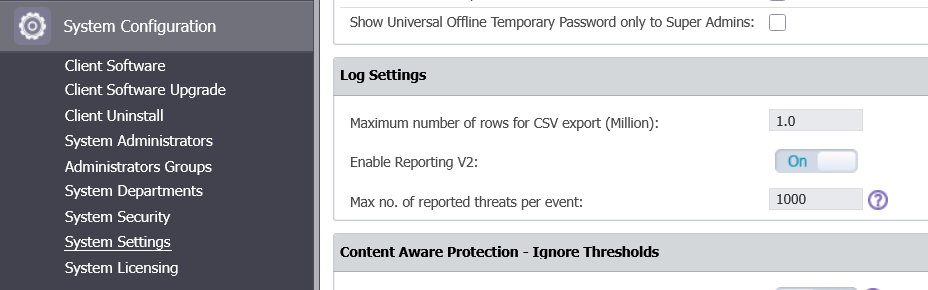 System Configuration
Client Software
Client Software Upgrade
Client Uninstall
System Administrators
Administrators Groups
System Departments
System Security
System Settings
System Licensing
Show Universal Offline Temporary Password only to Super Admins:
Log Settings
Maximum number of rows for CSV export (Million): 1.0
Enable Reporting V2: On
Max no. of reported threats per event: 1000 ?
Content Aware Protection - Ignore Thresholds